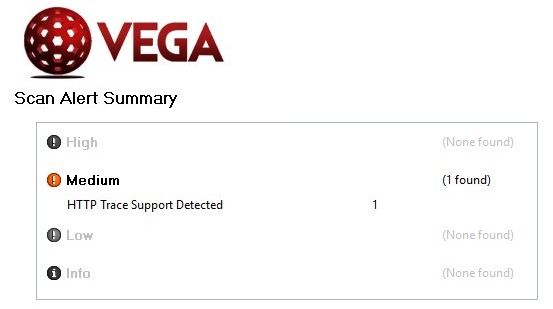 VEGA
Scan Alert Summary
High (None found)
Medium (1 found)
HTTP Trace Support Detected 1
Low (None found)
Info (None found)